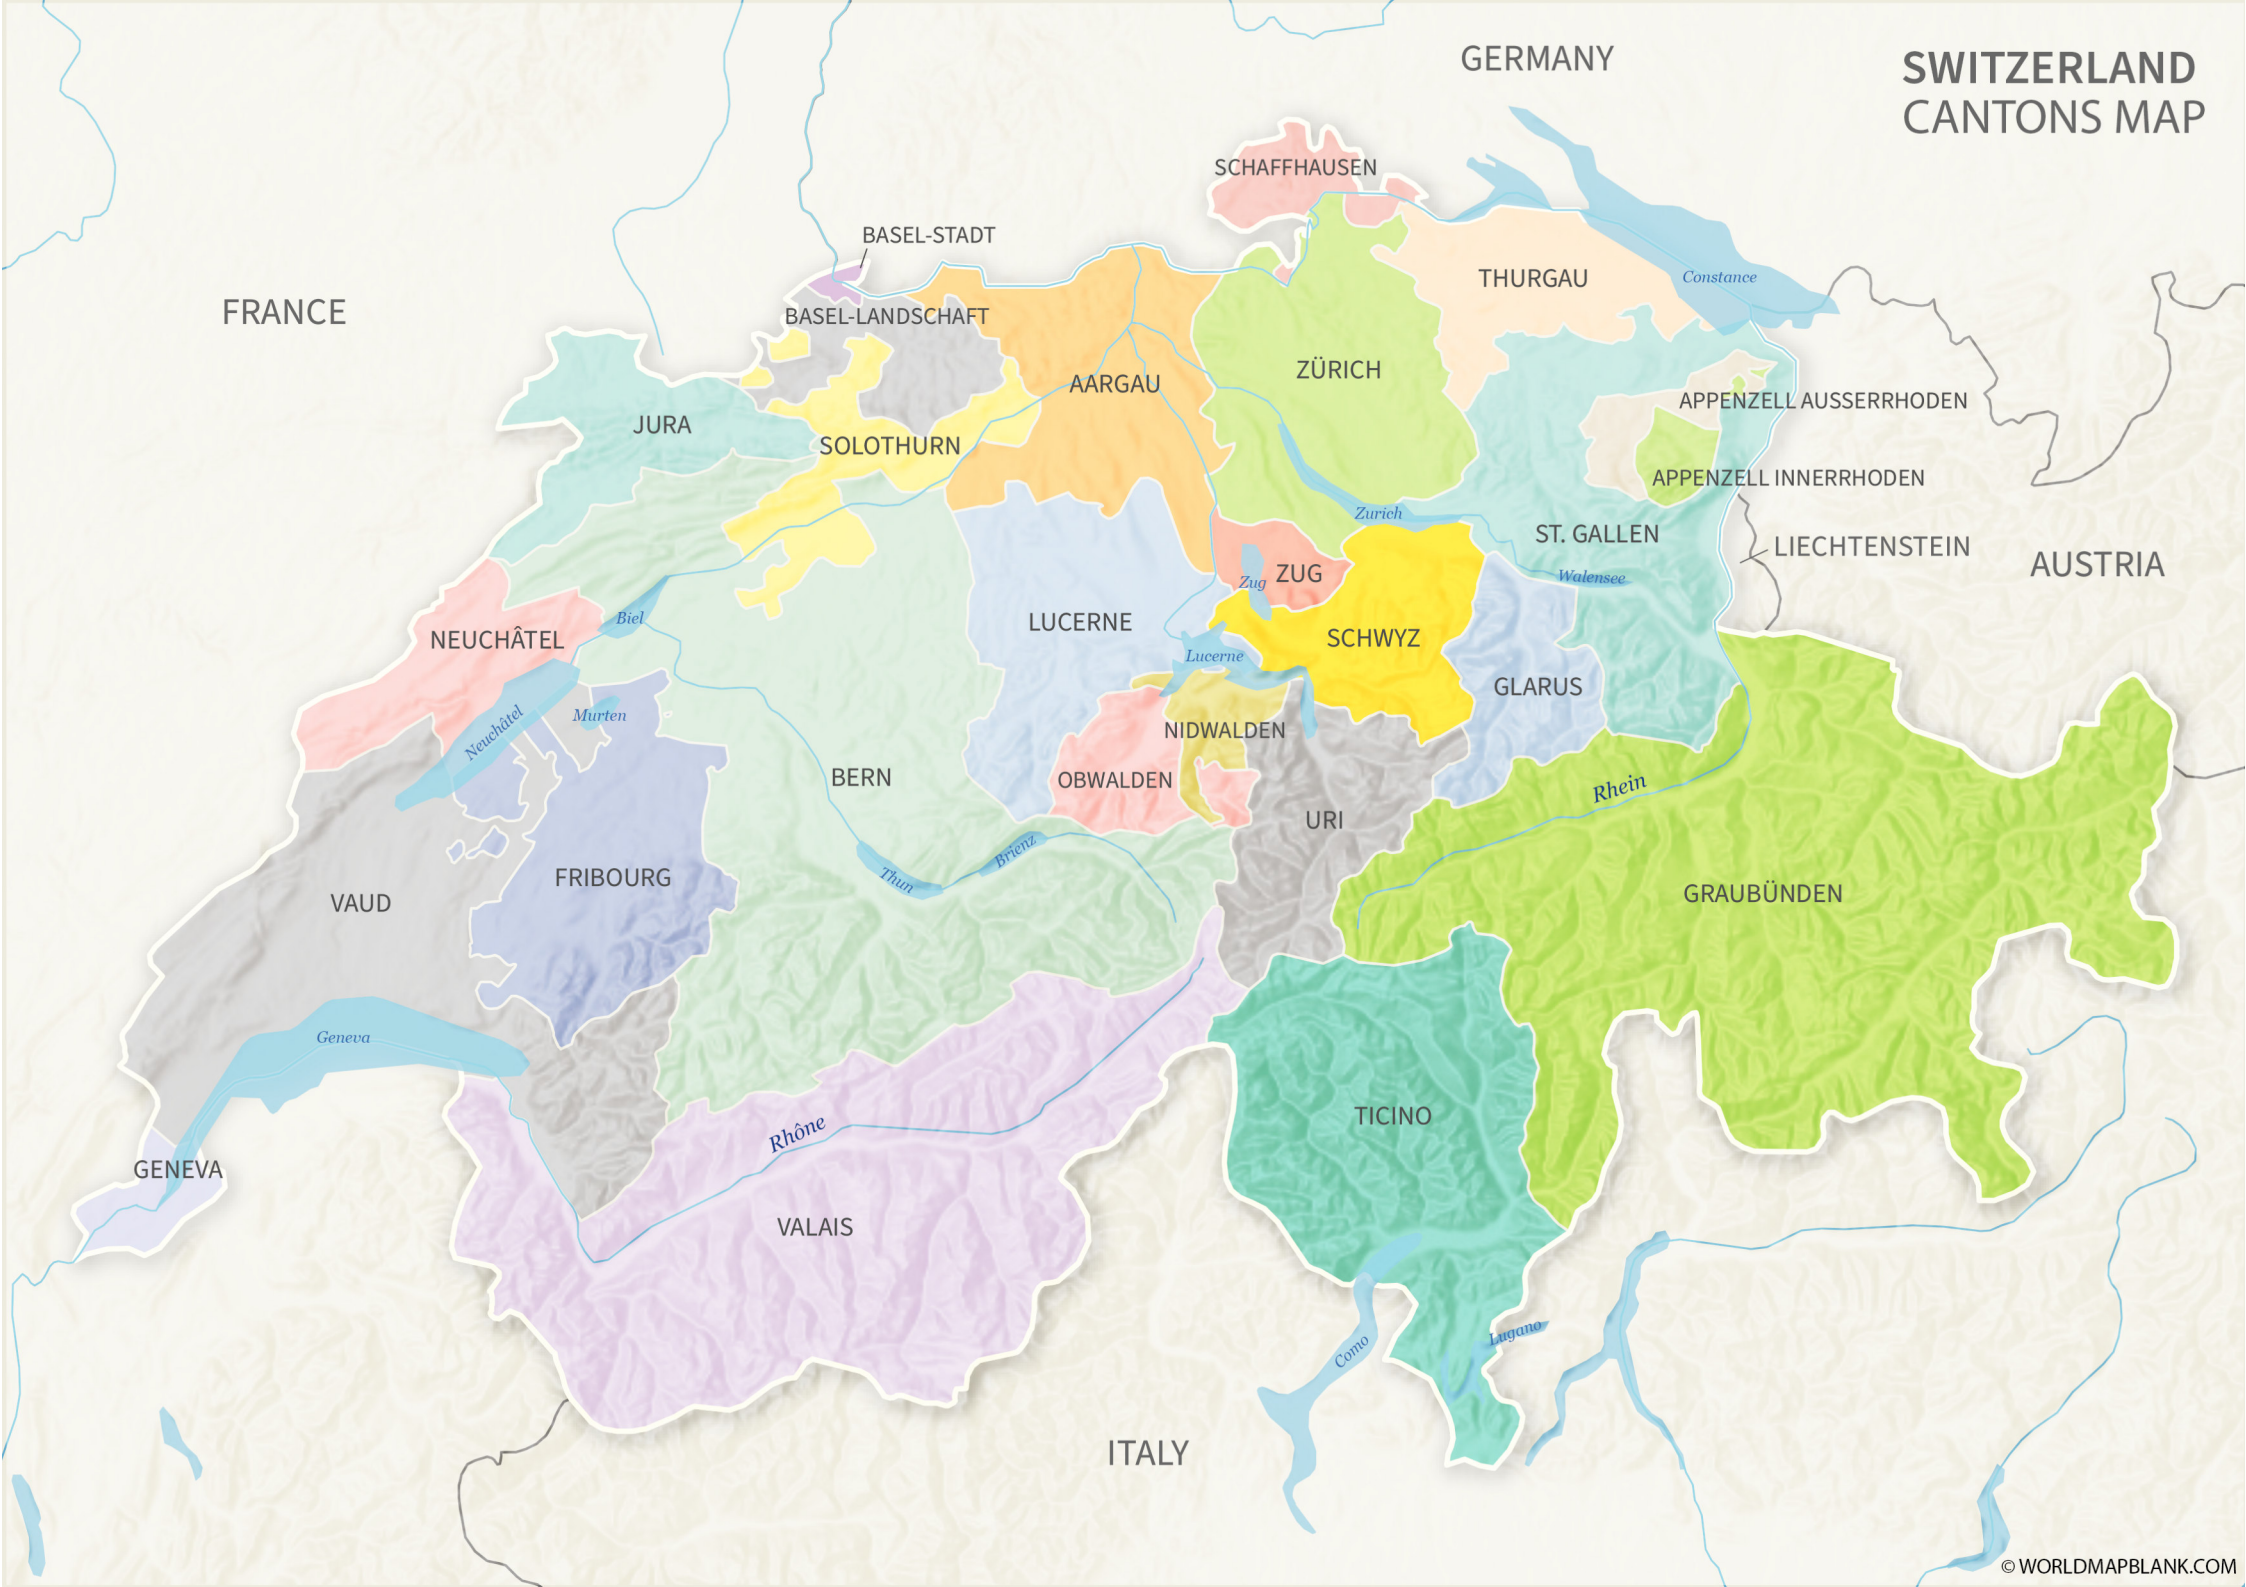 GERMANY
SWITZERLAND
CANTONS MAP
SCHAFFHAUSEN
BASEL-STADT
THURGAU
Constance
FRANCE
BASEL-LANDSCHAFT
ZÜRICH
AARGAU
APPENZELL AUSSERRHODEN
JURA
SOLOTHURN
APPENZELL INNERRHODEN
Zurich
ST. GALLEN
LIECHTENSTEIN
AUSTRIA
Walensee
ZUG
Zug
Biel
LUCERNE
NEUCHÂTEL
SCHWYZ
Lucerne
GLARUS
Murten
Neuchâtel
NIDWALDEN
BERN
OBWALDEN
Rhein
URI
Brienz
Thun
FRIBOURG
GRAUBÜNDEN
VAUD
Geneva
TICINO
Rhône
GENEVA
VALAIS
Lugano
Como
ITALY
© WORLDMAPBLANK.COM